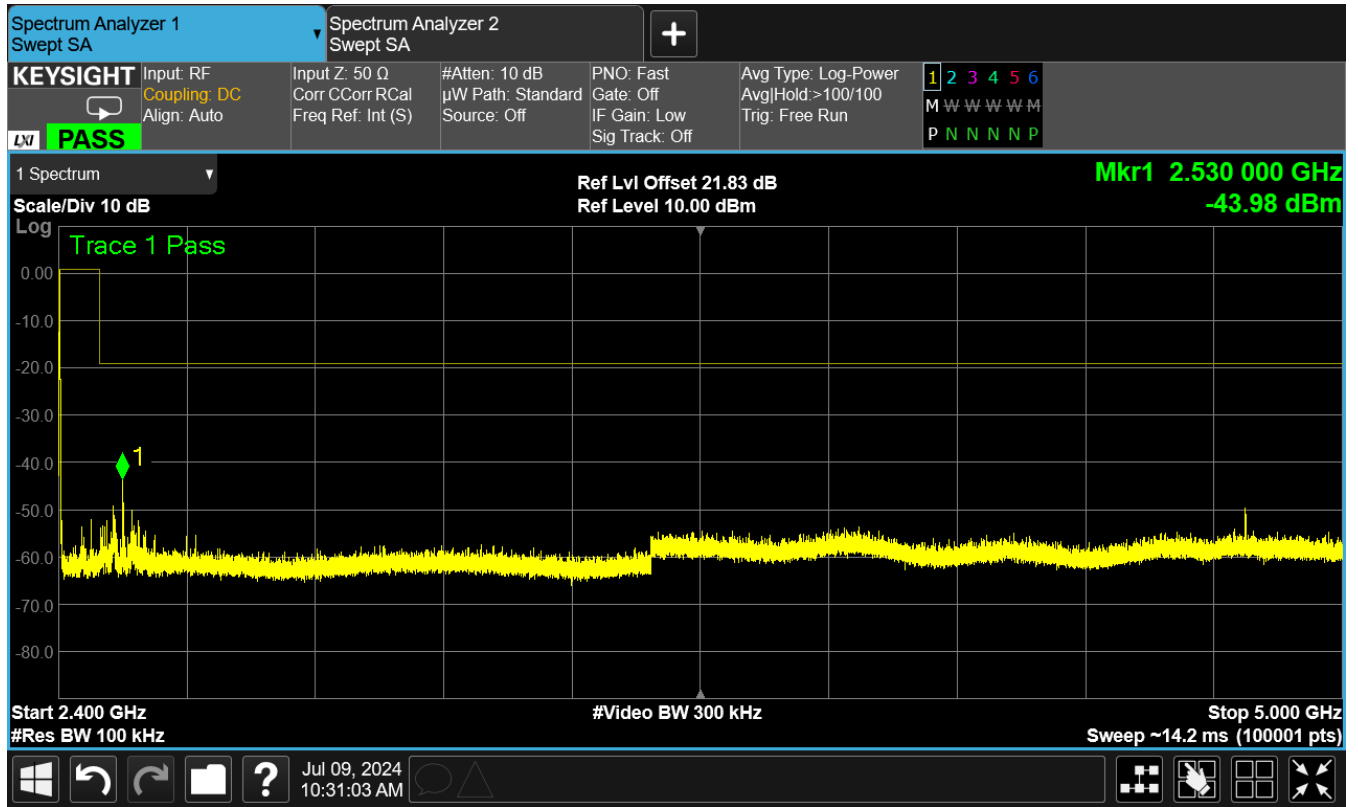 Spectrum Analyzer 1
Swept SA
Spectrum Analyzer 2
Swept SA
KEYSIGHT
LXI PASS
Input: RF
Coupling: DC
Align: Auto
Input Z: 50 Ω
Corr CCorr RCal
Freq Ref: Int (S)
#Atten: 10 dB
µW Path: Standard
Source: Off
PNO: Fast
Gate: Off
IF Gain: Low
Sig Track: Off
Avg Type: Log-Power
Avg|Hold:>100/100
Trig: Free Run
1 2 3 4 5 6
M W W W W M
P N N N N P
1 Spectrum
Scale/Div 10 dB
Ref Lvl Offset 21.83 dB
Ref Level 10.00 dBm
Mkr1 2.530 000 GHz
-43.98 dBm
Log
Trace 1 Pass
0.00
-10.0
-20.0
-30.0
-40.0
-50.0
-60.0
-70.0
-80.0
1
Start 2.400 GHz
#Res BW 100 kHz
#Video BW 300 kHz
Stop 5.000 GHz
Sweep ~14.2 ms (100001 pts)
?
Jul 09, 2024
10:31:03 AM